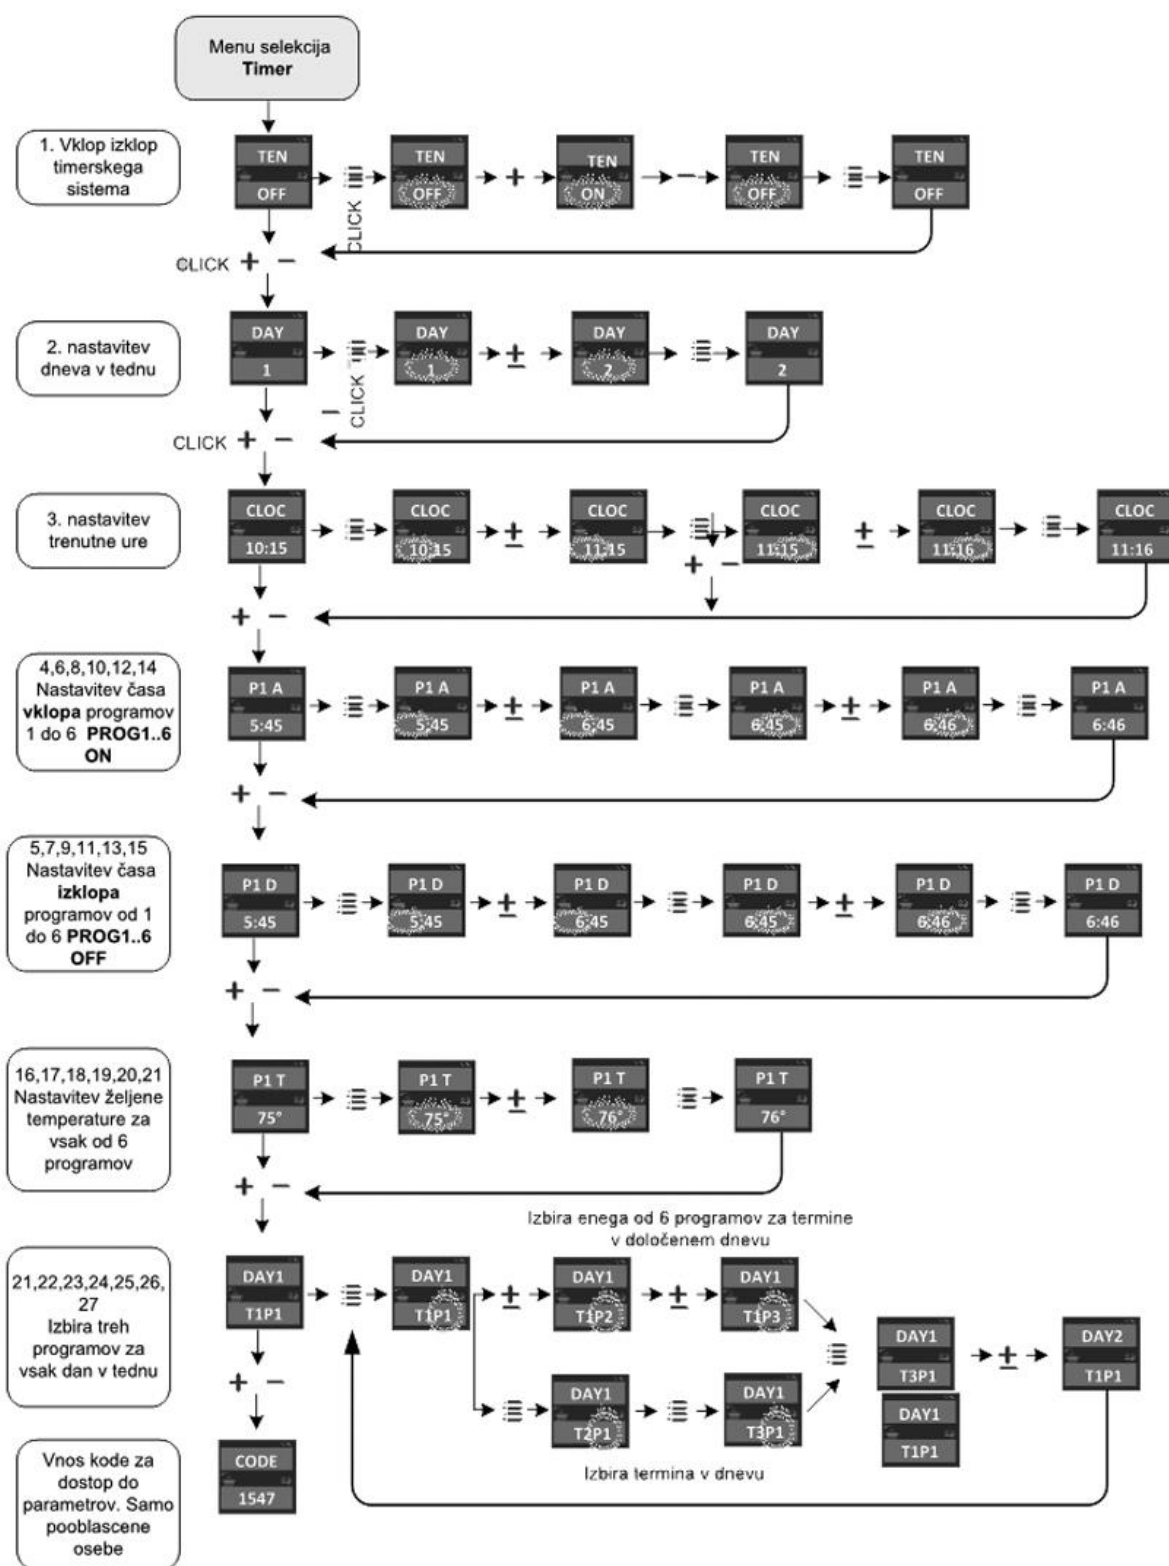 Menu selekcija
Timer
1. Vklop izklop
timerskega
sistema
TEN
OFF
CLICK
TEN
OFF
+
TEN
ON
−
TEN
OFF
TEN
OFF
CLICK + −
2. nastavitev
dneva v tednu
DAY
1
CLICK
−
DAY
1
±
DAY
2
DAY
2
CLICK + −
3. nastavitev
trenutne ure
CLOC
10:15
CLOC
10:15
±
CLOC
11:15
+ −
CLOC
11:15
±
CLOC
11:16
CLOC
11:16
+ −
4,6,8,10,12,14
Nastavitev časa
vklopa programov
1 do 6 PROG1..6
ON
P1 A
5:45
P1 A
5:45
±
P1 A
6:45
P1 A
6:45
±
P1 A
6:46
P1 A
6:46
+ −
5,7,9,11,13,15
Nastavitev časa
izklopa
programov od 1
do 6 PROG1..6
OFF
P1 D
5:45
P1 D
5:45
±
P1 D
6:45
P1 D
6:45
±
P1 D
6:46
P1 D
6:46
+ −
16,17,18,19,20,21
Nastavitev željene
temperature za
vsak od 6
programov
P1 T
75°
P1 T
75°
±
P1 T
76°
P1 T
76°
+ −
Izbira enega od 6 programov za termine
v določenem dnevu
21,22,23,24,25,26,
27
Izbira treh
programov za
vsak dan v tednu
DAY1
T1P1
DAY1
T1P1
±
DAY1
T1P2
±
DAY1
T1P3
DAY1
T2P1
DAY1
T3P1
DAY1
T3P1
±
DAY2
T1P1
DAY1
T1P1
Izbira termina v dnevu
+ −
Vnos kode za
dostop do
parametrov. Samo
pooblascene
osebe
CODE
1547